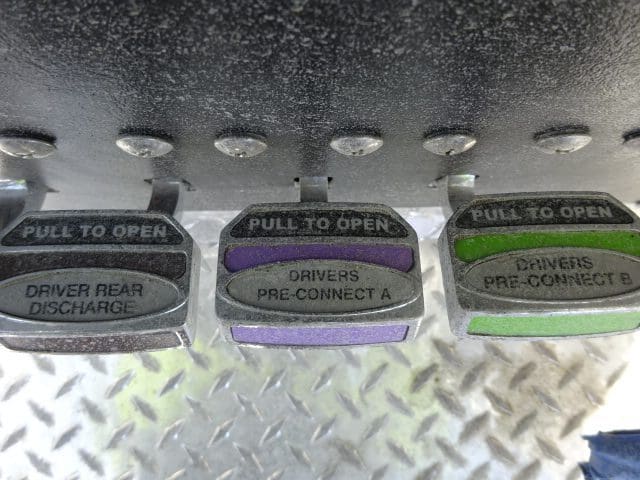 PULL TO OPEN
DRIVER REAR
DISCHARGE
PULL TO OPEN
DRIVERS
PRE-CONNECT A
PULL TO OPEN
DRIVERS
PRE-CONNECT B